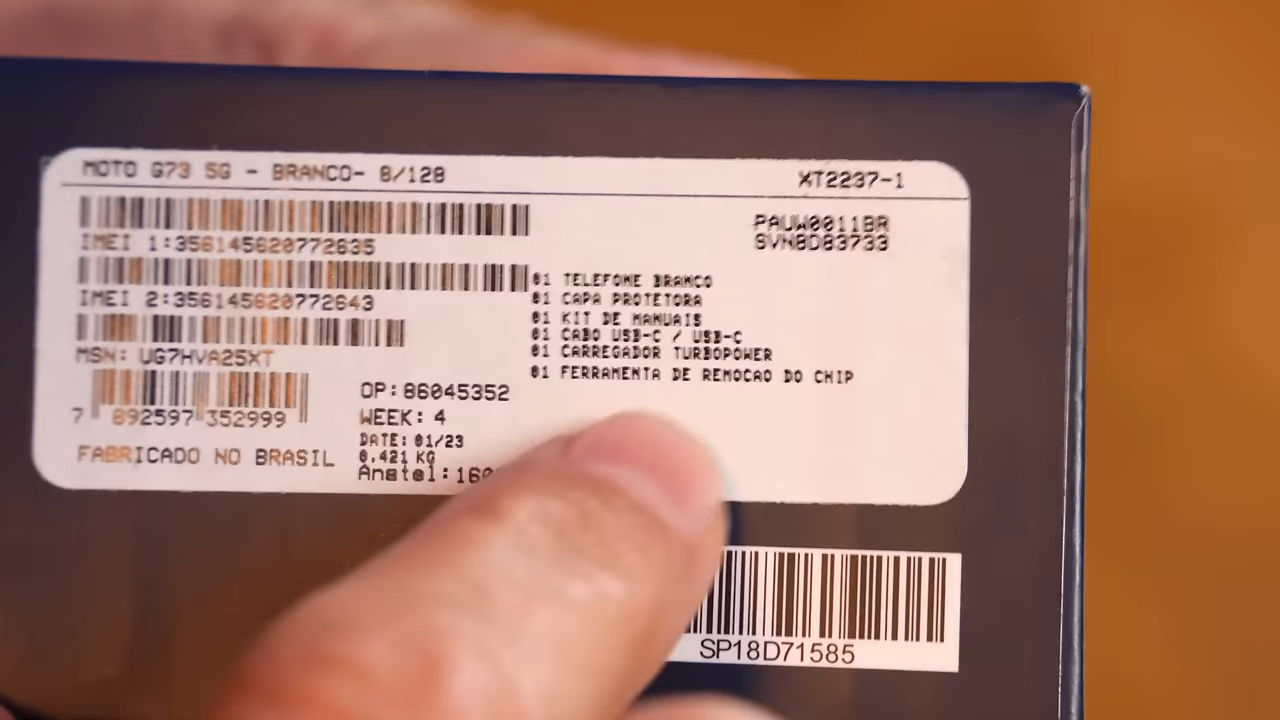 MOTO G73 5G - BRANCO- 8/128
XT2237-1
IMEI 1:356145620772635
IMEI 2:356145620772643
MSN: UG7HVA25XT
7 892597 352999
FABRICADO NO BRASIL
OP:86045352
WEEK: 4
DATE: 01/23
0.421 KG
Anatel:160
PAUW0011BR
SVN8D83733
01 TELEFONE BRANCO
01 CAPA PROTETORA
01 KIT DE MANUAIS
01 CABO USB-C / USB-C
01 CARREGADOR TURBOPOWER
01 FERRAMENTA DE REMOCAO DO CHIP
SP18D71585